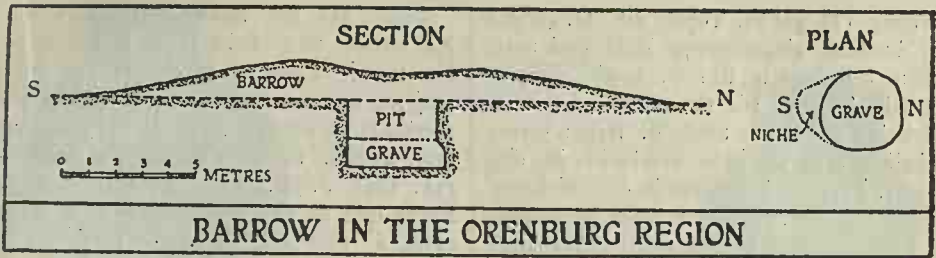 SECTION
S
BARROW
N
PIT
GRAVE
0 1 2 3 4 5
METRES
PLAN
S
GRAVE
N
NICHE
BARROW IN THE ORENBURG REGION